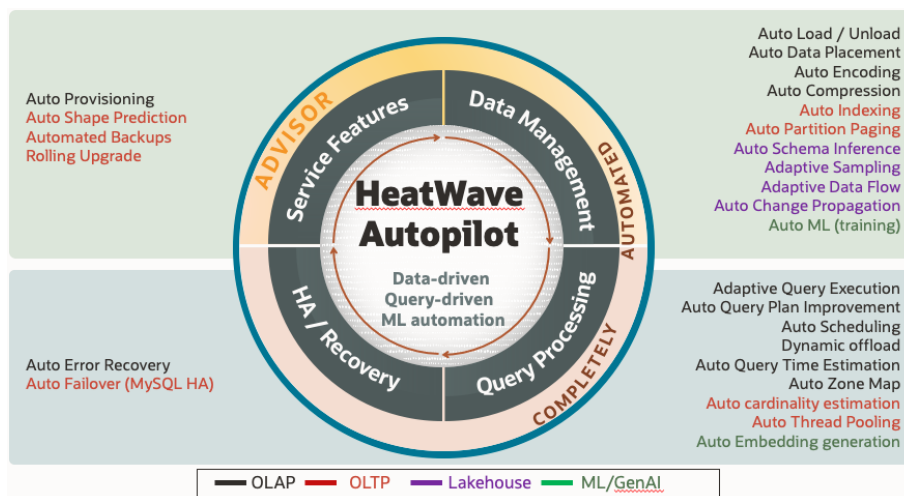 Auto Provisioning
Auto Shape Prediction
Automated Backups
Rolling Upgrade
ADVISOR
Service Features
Data Management
AUTOMATED
HeatWave
Autopilot
Data-driven
Query-driven
ML automation
Auto Load / Unload
Auto Data Placement
Auto Encoding
Auto Compression
Auto Indexing
Auto Partition Paging
Auto Schema Inference
Adaptive Sampling
Adaptive Data Flow
Auto Change Propagation
Auto ML (training)
Auto Error Recovery
Auto Failover (MySQL HA)
HA / Recovery
Query Processing
COMPLETELY
Adaptive Query Execution
Auto Query Plan Improvement
Auto Scheduling
Dynamic offload
Auto Query Time Estimation
Auto Zone Map
Auto cardinality estimation
Auto Thread Pooling
Auto Embedding generation
OLAP OLTP Lakehouse ML/GenAI